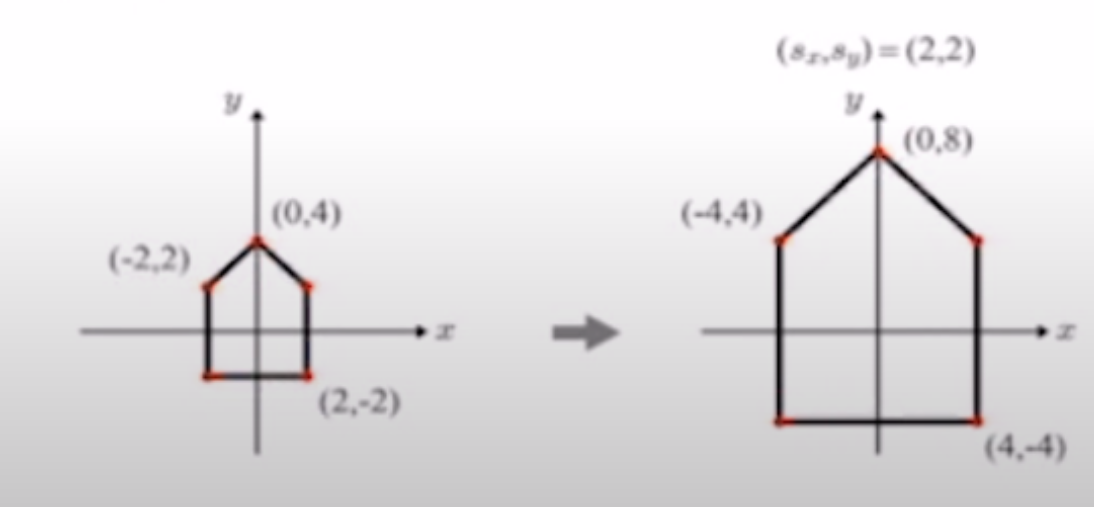 (sx,sy)=(2,2)
y
(0,4)
(-2,2)
x
(2,-2)
y
(0,8)
(-4,4)
x
(4,-4)